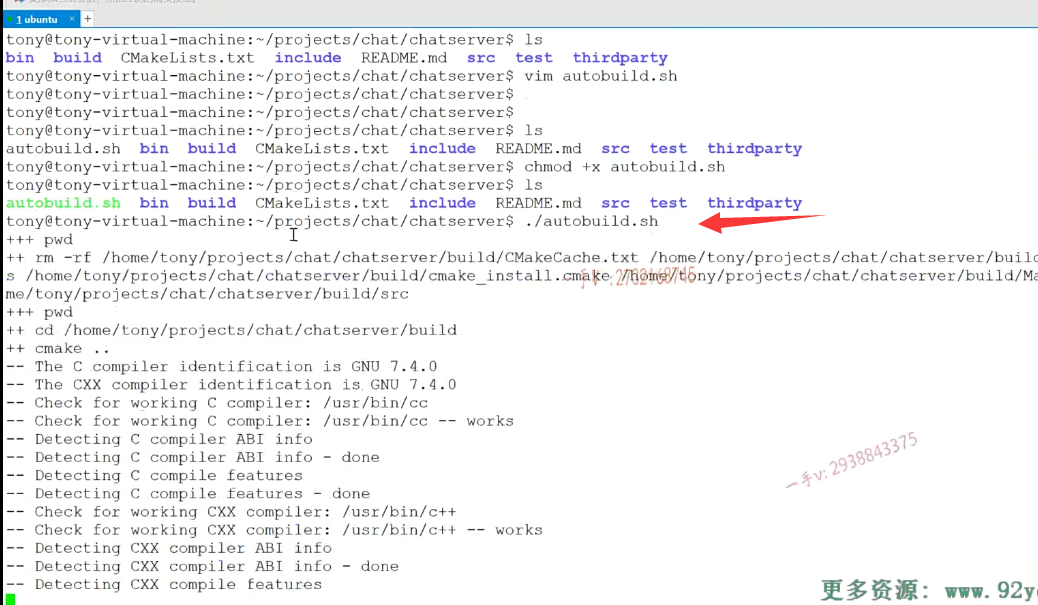 1 ubuntu × +
tony@tony-virtual-machine:~/projects/chat/chatserver$ ls
bin build CMakeLists.txt include README.md src test thirdparty
tony@tony-virtual-machine:~/projects/chat/chatserver$ vim autobuild.sh
tony@tony-virtual-machine:~/projects/chat/chatserver$
tony@tony-virtual-machine:~/projects/chat/chatserver$
tony@tony-virtual-machine:~/projects/chat/chatserver$ ls
autobuild.sh bin build CMakeLists.txt include README.md src test thirdparty
tony@tony-virtual-machine:~/projects/chat/chatserver$ chmod +x autobuild.sh
tony@tony-virtual-machine:~/projects/chat/chatserver$ ls
autobuild.sh bin build CMakeLists.txt include README.md src test thirdparty
tony@tony-virtual-machine:~/projects/chat/chatserver$ ./autobuild.sh
+++ pwd
++ rm -rf /home/tony/projects/chat/chatserver/build/CMakeCache.txt /home/tony/projects/chat/chatserver/build
s /home/tony/projects/chat/chatserver/build/cmake_install.cmake /home/tony/projects/chat/chatserver/build/Ma
me/tony/projects/chat/chatserver/build/src
+++ pwd
++ cd /home/tony/projects/chat/chatserver/build
++ cmake ..
-- The C compiler identification is GNU 7.4.0
-- The CXX compiler identification is GNU 7.4.0
-- Check for working C compiler: /usr/bin/cc
-- Check for working C compiler: /usr/bin/cc -- works
-- Detecting C compiler ABI info
-- Detecting C compiler ABI info - done
-- Detecting C compile features
-- Detecting C compile features - done
-- Check for working CXX compiler: /usr/bin/c++
-- Check for working CXX compiler: /usr/bin/c++ -- works
-- Detecting CXX compiler ABI info
-- Detecting CXX compiler ABI info - done
-- Detecting CXX compile features
一手v: 2938843375
更多资源: www.92y